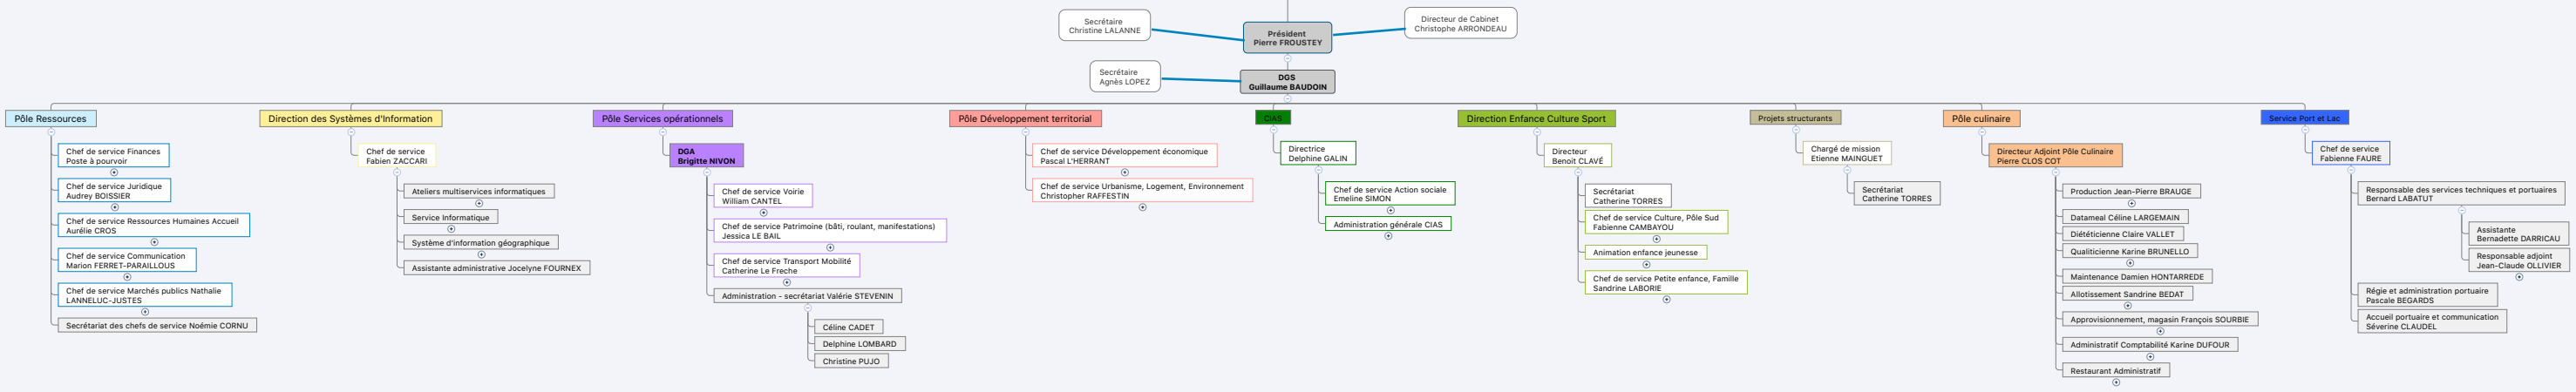 Secrétaire
Christine LALANNE
Président
Pierre FROUSTEY
Directeur de Cabinet
Christophe ARRONDEAU
Secrétaire
Agnès LOPEZ
DGS
Guillaume BAUDOIN
Pôle Ressources
Chef de service Finances
Poste à pourvoir
Chef de service Juridique
Audrey BOISSIER
Chef de service Ressources Humaines Accueil
Aurélie CROS
Chef de service Communication
Marion FERRET-PARAILLOUS
Chef de service Marchés publics Nathalie
LANNELUC-JUSTES
Secrétariat des chefs de service Noémie CORNU
Direction des Systèmes d'Information
Chef de service
Fabien ZACCARI
Ateliers multiservices informatiques
Service Informatique
Système d'information géographique
Assistante administrative Jocelyne FOURNEX
Pôle Services opérationnels
DGA
Brigitte NIVON
Chef de service Voirie
William CANTEL
Chef de service Patrimoine (bâti, roulant, manifestations)
Jessica LE BAIL
Chef de service Transport Mobilité
Catherine Le Freche
Administration - secrétariat Valérie STEVENIN
Céline CADET
Delphine LOMBARD
Christine PUJO
Pôle Développement territorial
Chef de service Développement économique
Pascal L'HERRANT
Chef de service Urbanisme, Logement, Environement
Christopher RAFFESTIN
CIAS
Directrice
Delphine GALIN
Chef de service Action sociale
Emeline SIMON
Administration générale CIAS
Direction Enfance Culture Sport
Directeur
Benoit CLAVÉ
Secrétariat
Catherine TORRES
Chef de service Culture, Pôle Sud
Fabienne CAMBAYOU
Animation enfance jeunesse
Chef de service Petite enfance, Famille
Sandrine LABORIE
Projets structurants
Chargé de mission
Etienne MAINGUET
Secrétariat
Catherine TORRES
Pôle culinaire
Directeur Adjoint Pôle Culinaire
Pierre CLOS COT
Production Jean-Pierre BRAUGE
Datameal Céline LARGEMAIN
Diététicienne Claire VALLET
Qualiticienne Karine BRUNELLO
Maintenance Damien HONTARREDE
Allotissement Sandrine BEDAT
Approvisionnement, magasin François SOURBIE
Administratif Comptabilité Karine DUFOUR
Restaurant Administratif
Service Port et Lac
Chef de service
Fabienne FAURE
Responsable des services techniques et portuaires
Bernard LABATUT
Assistante
Bernadette DARRICAU
Responsable adjoint
Jean-Claude OLLIVIER
Régie et administration portuaire
Pascale BEGARDS
Accueil portuaire et communication
Séverine CLAUDEL